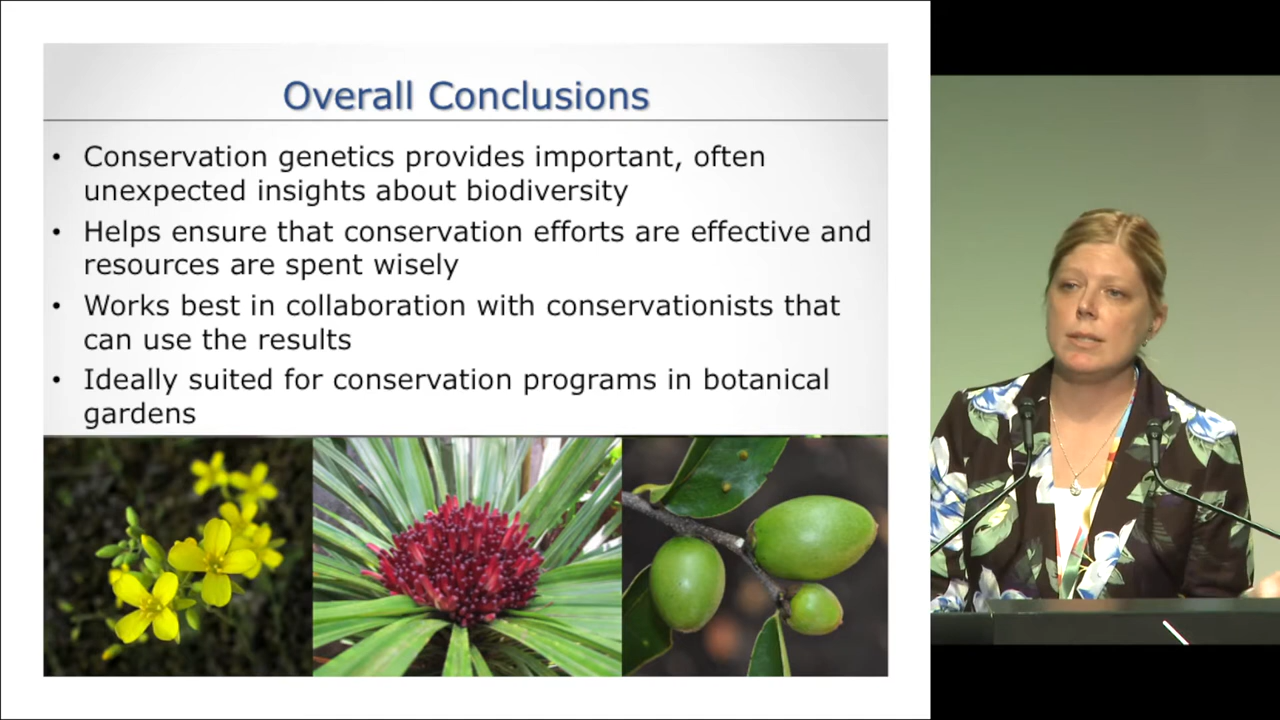 Overall Conclusions
• Conservation genetics provides important, often
unexpected insights about biodiversity
• Helps ensure that conservation efforts are effective and
resources are spent wisely
• Works best in collaboration with conservationists that
can use the results
• Ideally suited for conservation programs in botanical
gardens